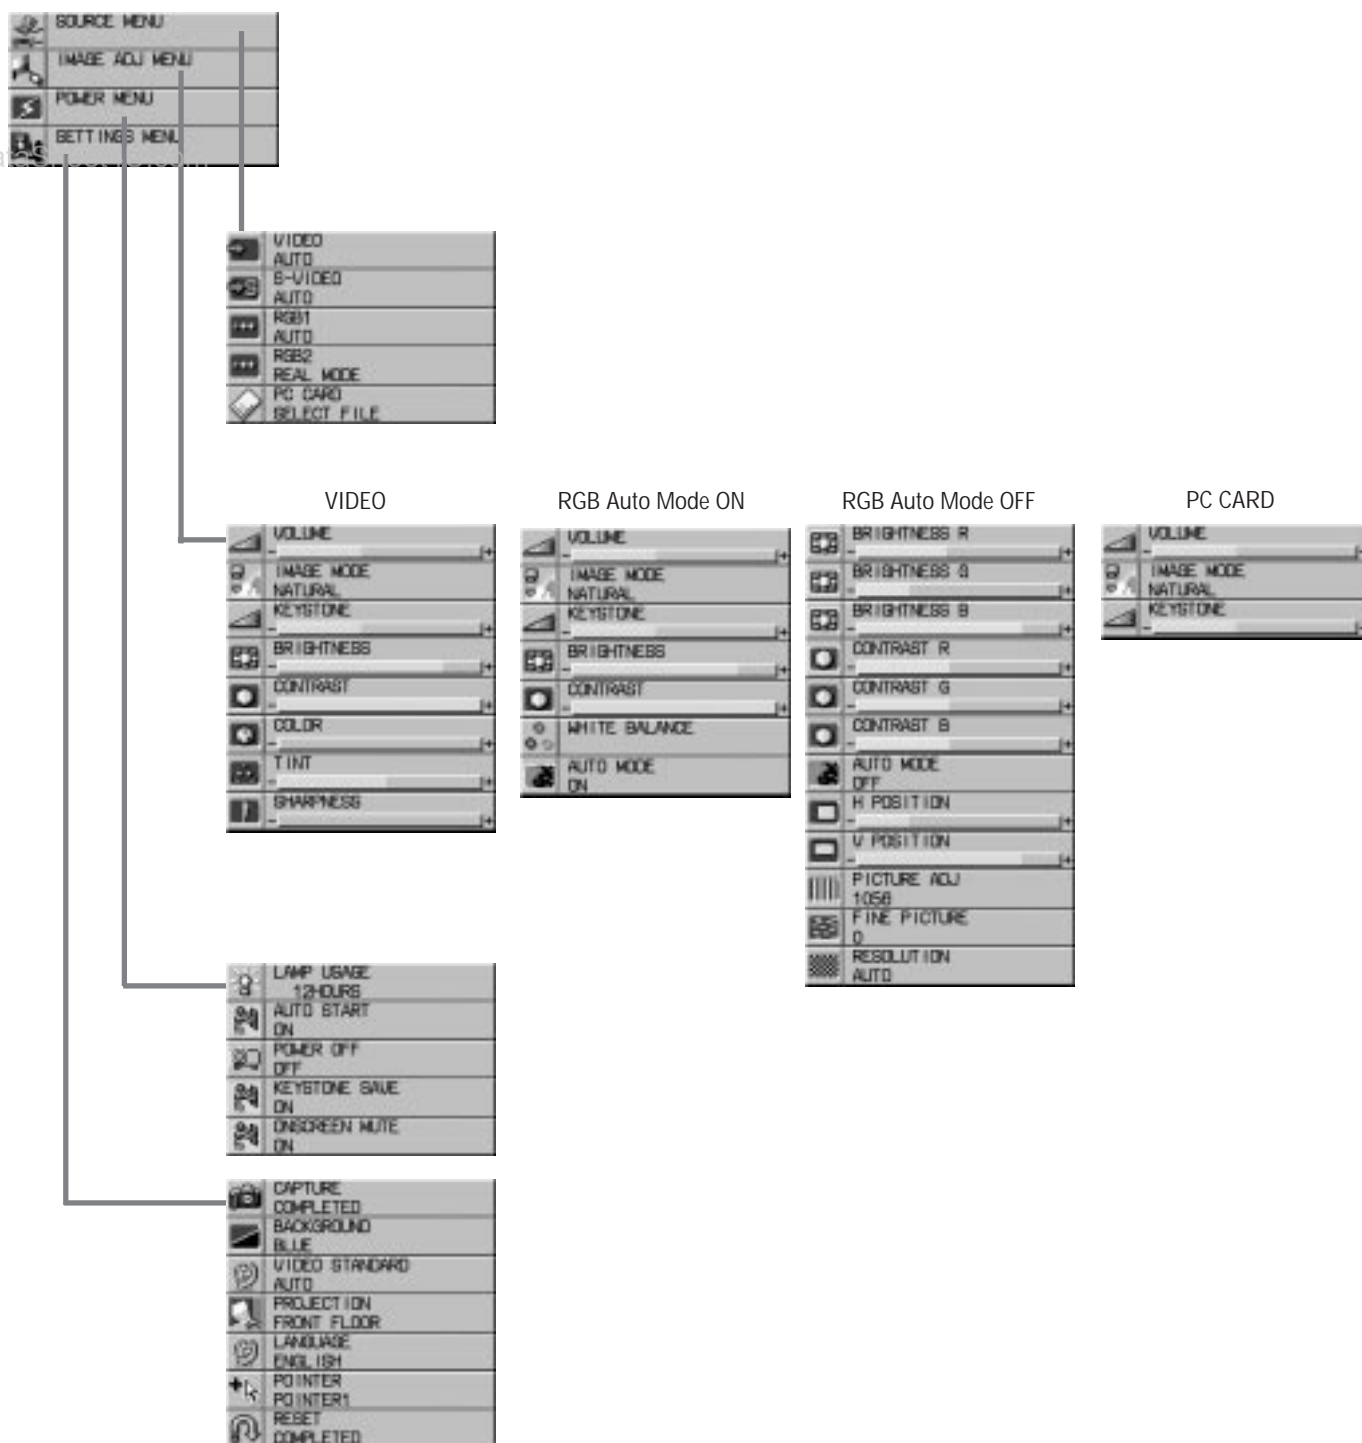 SOURCE MENU
IMAGE ADJ MENU
POWER MENU
SETTINGS MENU
VIDEO
AUTO
S-VIDEO
AUTO
RGB1
AUTO
RGB2
REAL MODE
PC CARD
SELECT FILE
VIDEO
VOLUME
- +
IMAGE MODE
NATURAL
KEYSTONE
- +
BRIGHTNESS
- +
CONTRAST
- +
COLOR
- +
TINT
- +
SHARPNESS
- +
RGB Auto Mode ON
VOLUME
- +
IMAGE MODE
NATURAL
KEYSTONE
- +
BRIGHTNESS
- +
CONTRAST
- +
WHITE BALANCE
AUTO MODE
ON
RGB Auto Mode OFF
BRIGHTNESS R
- +
BRIGHTNESS G
- +
BRIGHTNESS B
- +
CONTRAST R
- +
CONTRAST G
- +
CONTRAST B
- +
AUTO MODE
OFF
H POSITION
- +
V POSITION
- +
PICTURE ADJ
1056
FINE PICTURE
0
RESOLUTION
AUTO
PC CARD
VOLUME
-
IMAGE MODE
NATURAL
KEYSTONE
-
LAMP USAGE
12HOURS
AUTO START
ON
POWER OFF
OFF
KEYSTONE SAVE
ON
ONSCREEN MUTE
ON
CAPTURE
COMPLETED
BACKGROUND
BLUE
VIDEO STANDARD
AUTO
PROJECTION
FRONT FLOOR
LANGUAGE
ENGLISH
POINTER
POINTER1
RESET
COMPLETED